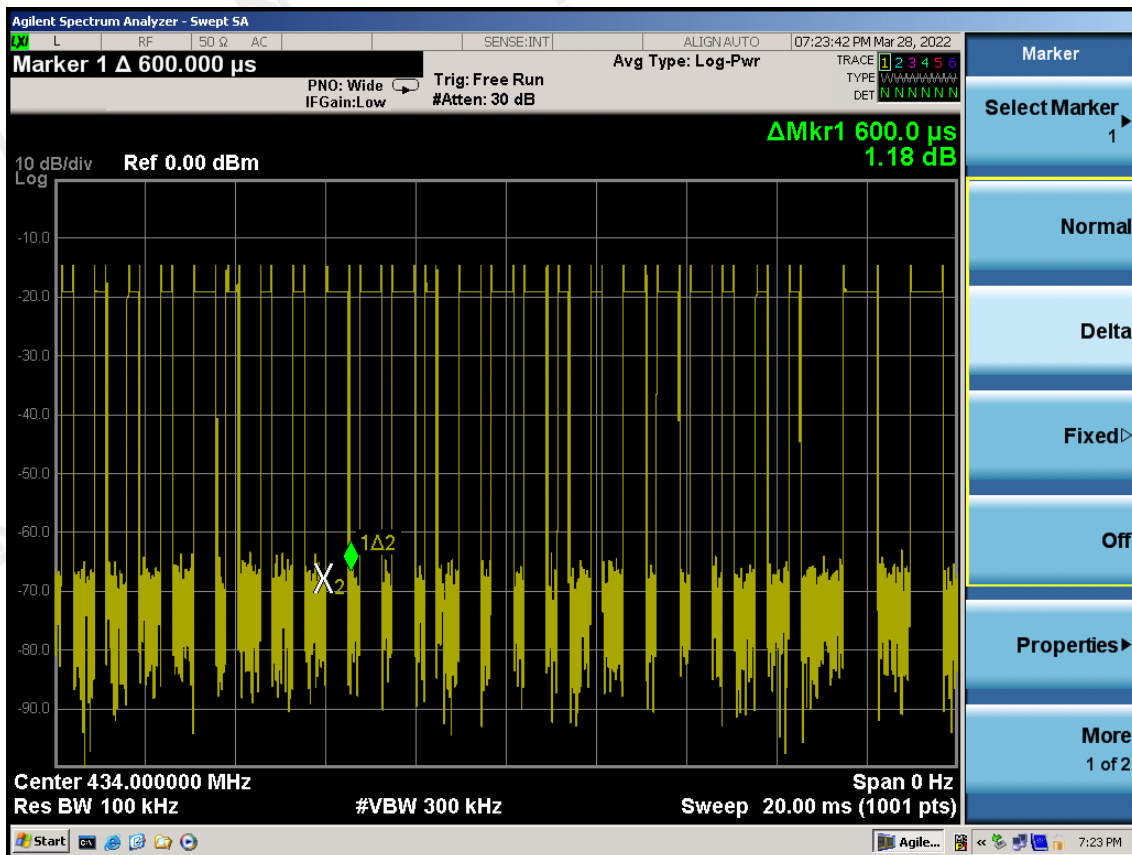 Agilent Spectrum Analyzer - Swept SA
LXI L RF 50 Ω AC SENSE:INT ALIGN AUTO 07:23:42 PM Mar 28, 2022
Marker 1 Δ 600.000 µs
PNO: Wide
IFGain:Low
Trig: Free Run
#Atten: 30 dB
Avg Type: Log-Pwr
TRACE 1 2 3 4 5 6
TYPE WWWWWW
DET N N N N N N
ΔMkr1 600.0 µs
1.18 dB
10 dB/div Ref 0.00 dBm
Log
-10.0
-20.0
-30.0
-40.0
-50.0
-60.0
-70.0
-80.0
-90.0
1Δ2
X2
Center 434.000000 MHz Span 0 Hz
Res BW 100 kHz #VBW 300 kHz Sweep 20.00 ms (1001 pts)
Marker
Select Marker
1
Normal
Delta
Fixed
Off
Properties
More
1 of 2
Start Agile... « 7:23 PM